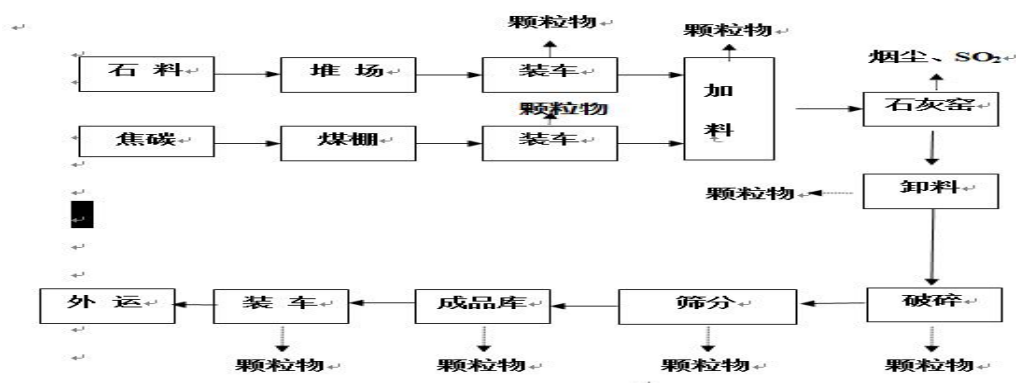 颗粒物
颗粒物
石 料
堆 场
装车
加
料
烟尘、SO₂
石灰窑
颗粒物
焦碳
煤棚
装车
颗粒物
卸料
外 运
装 车
成品库
筛分
破碎
颗粒物
颗粒物
颗粒物
颗粒物